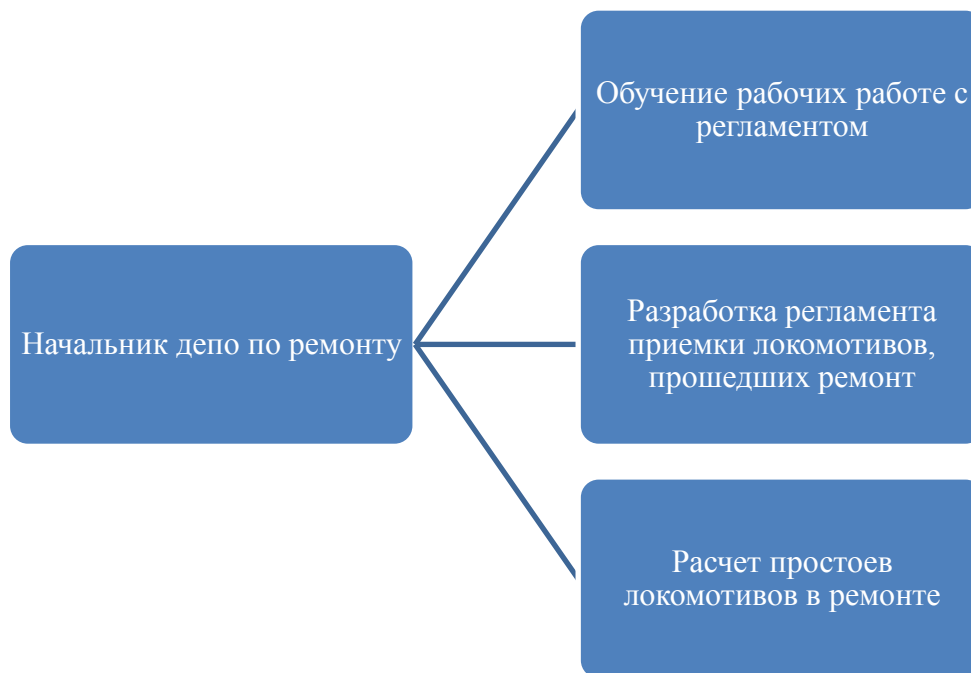 Обучение рабочих работе с
регламентом
Начальник депо по ремонту
Разработка регламента
приемки локомотивов,
прошедших ремонт
Расчет простоев
локомотивов в ремонте